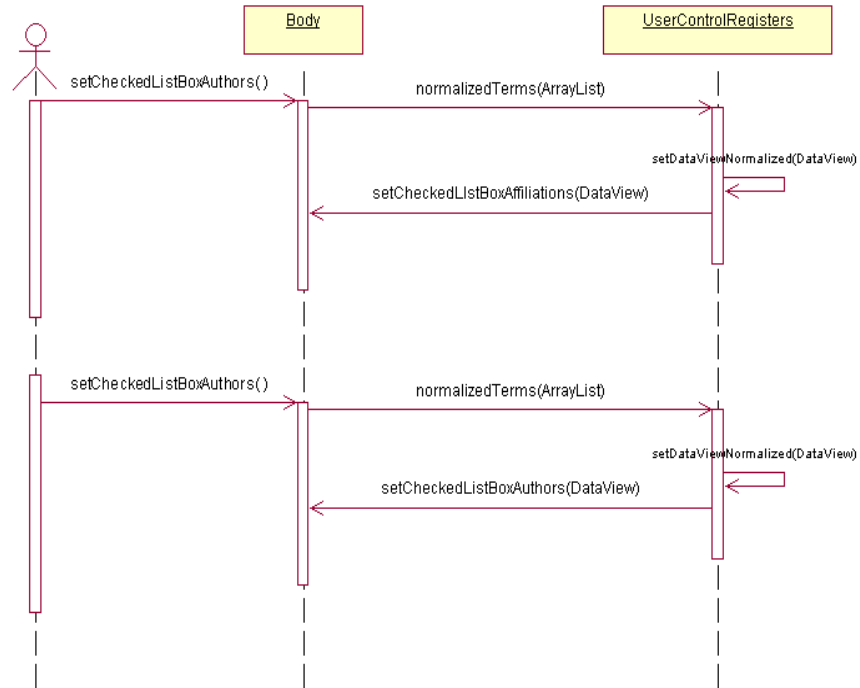 Body
UserControlRegisters
setCheckedListBoxAuthors()
normalizedTerms(ArrayList)
setDataViewNormalized(DataView)
setCheckedLIstBoxAffiliations(DataView)
setCheckedListBoxAuthors()
normalizedTerms(ArrayList)
setDataViewNormalized(DataView)
setCheckedListBoxAuthors(DataView)